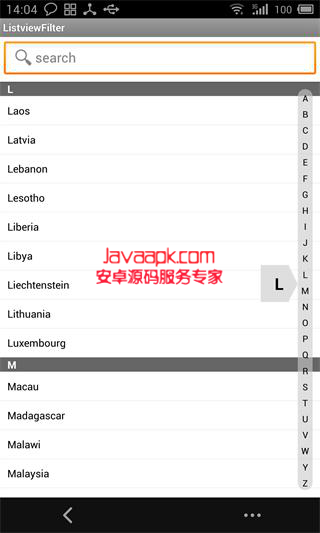 14:04 100
ListviewFilter
search
L
Laos
Latvia
Lebanon
Lesotho
Liberia
Libya
Javaapk.com
安卓源码服务专家
Liechtenstein
L
Lithuania
Luxembourg
M
Macau
Madagascar
Malawi
Malaysia
A
B
C
D
E
F
G
H
I
J
K
L
M
N
O
P
Q
R
S
T
U
V
W
Y
Z